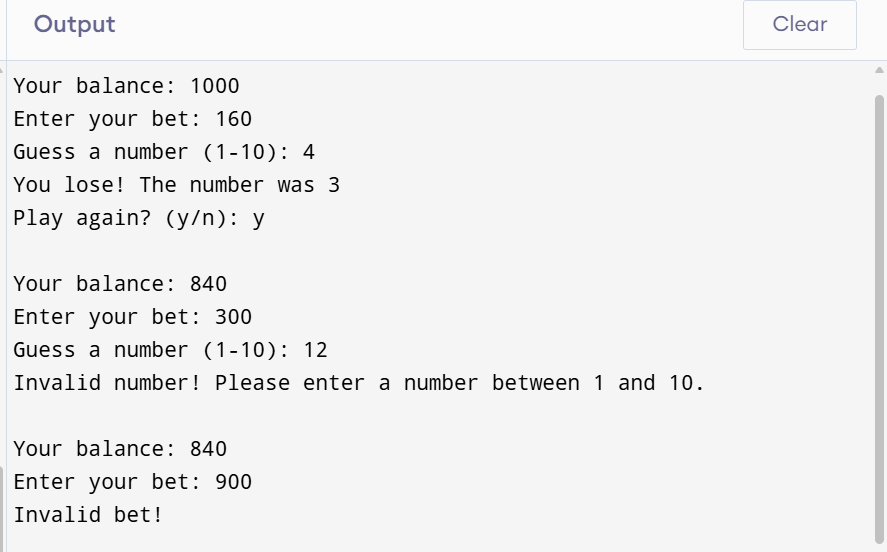 Output
Clear
Your balance: 1000
Enter your bet: 160
Guess a number (1-10): 4
You lose! The number was 3
Play again? (y/n): y
Your balance: 840
Enter your bet: 300
Guess a number (1-10): 12
Invalid number! Please enter a number between 1 and 10.
Your balance: 840
Enter your bet: 900
Invalid bet!